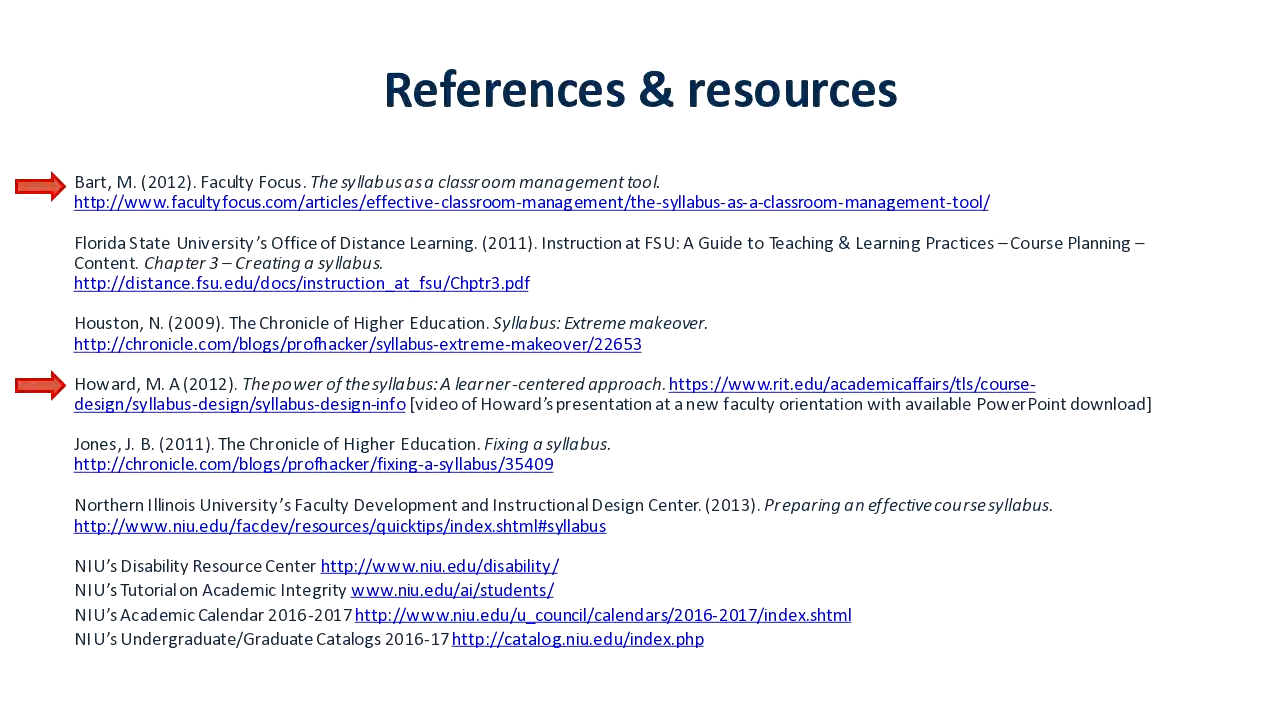 References & resources
Bart, M. (2012). Faculty Focus. The syllabus as a classroom management tool.
http://www.facultyfocus.com/articles/effective-classroom-management/the-syllabus-as-a-classroom-management-tool/
Florida State University’s Office of Distance Learning. (2011). Instruction at FSU: A Guide to Teaching & Learning Practices – Course Planning –
Content. Chapter 3 – Creating a syllabus.
http://distance.fsu.edu/docs/instruction_at_fsu/Chptr3.pdf
Houston, N. (2009). The Chronicle of Higher Education. Syllabus: Extreme makeover.
http://chronicle.com/blogs/profhacker/syllabus-extreme-makeover/22653
Howard, M. A (2012). The power of the syllabus: A learner-centered approach. https://www.rit.edu/academicaffairs/tls/course-
design/syllabus-design/syllabus-design-info [video of Howard’s presentation at a new faculty orientation with available PowerPoint download]
Jones, J. B. (2011). The Chronicle of Higher Education. Fixing a syllabus.
http://chronicle.com/blogs/profhacker/fixing-a-syllabus/35409
Northern Illinois University’s Faculty Development and Instructional Design Center. (2013). Preparing an effective course syllabus.
http://www.niu.edu/facdev/resources/quicktips/index.shtml#syllabus
NIU’s Disability Resource Center http://www.niu.edu/disability/
NIU’s Tutorial on Academic Integrity www.niu.edu/ai/students/
NIU’s Academic Calendar 2016-2017 http://www.niu.edu/u_council/calendars/2016-2017/index.shtml
NIU’s Undergraduate/Graduate Catalogs 2016-17 http://catalog.niu.edu/index.php